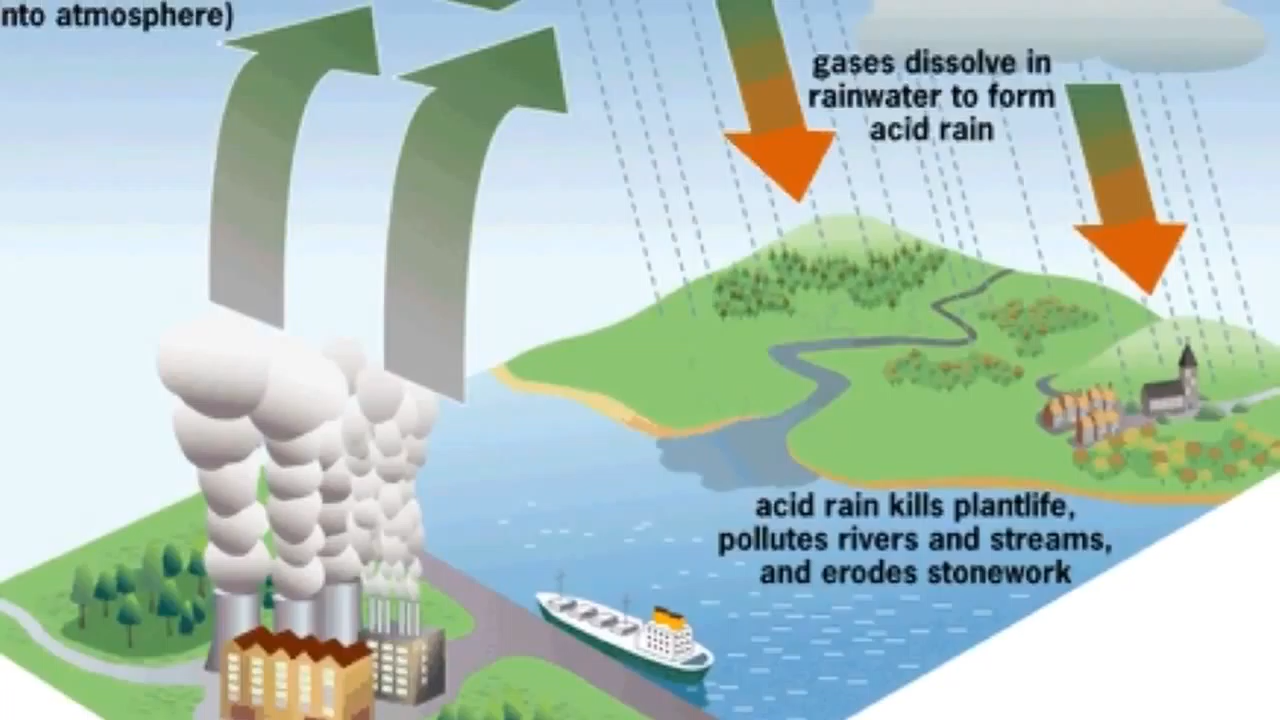 nto atmosphere)
gases dissolve in
rainwater to form
acid rain
acid rain kills plantlife,
pollutes rivers and streams,
and erodes stonework